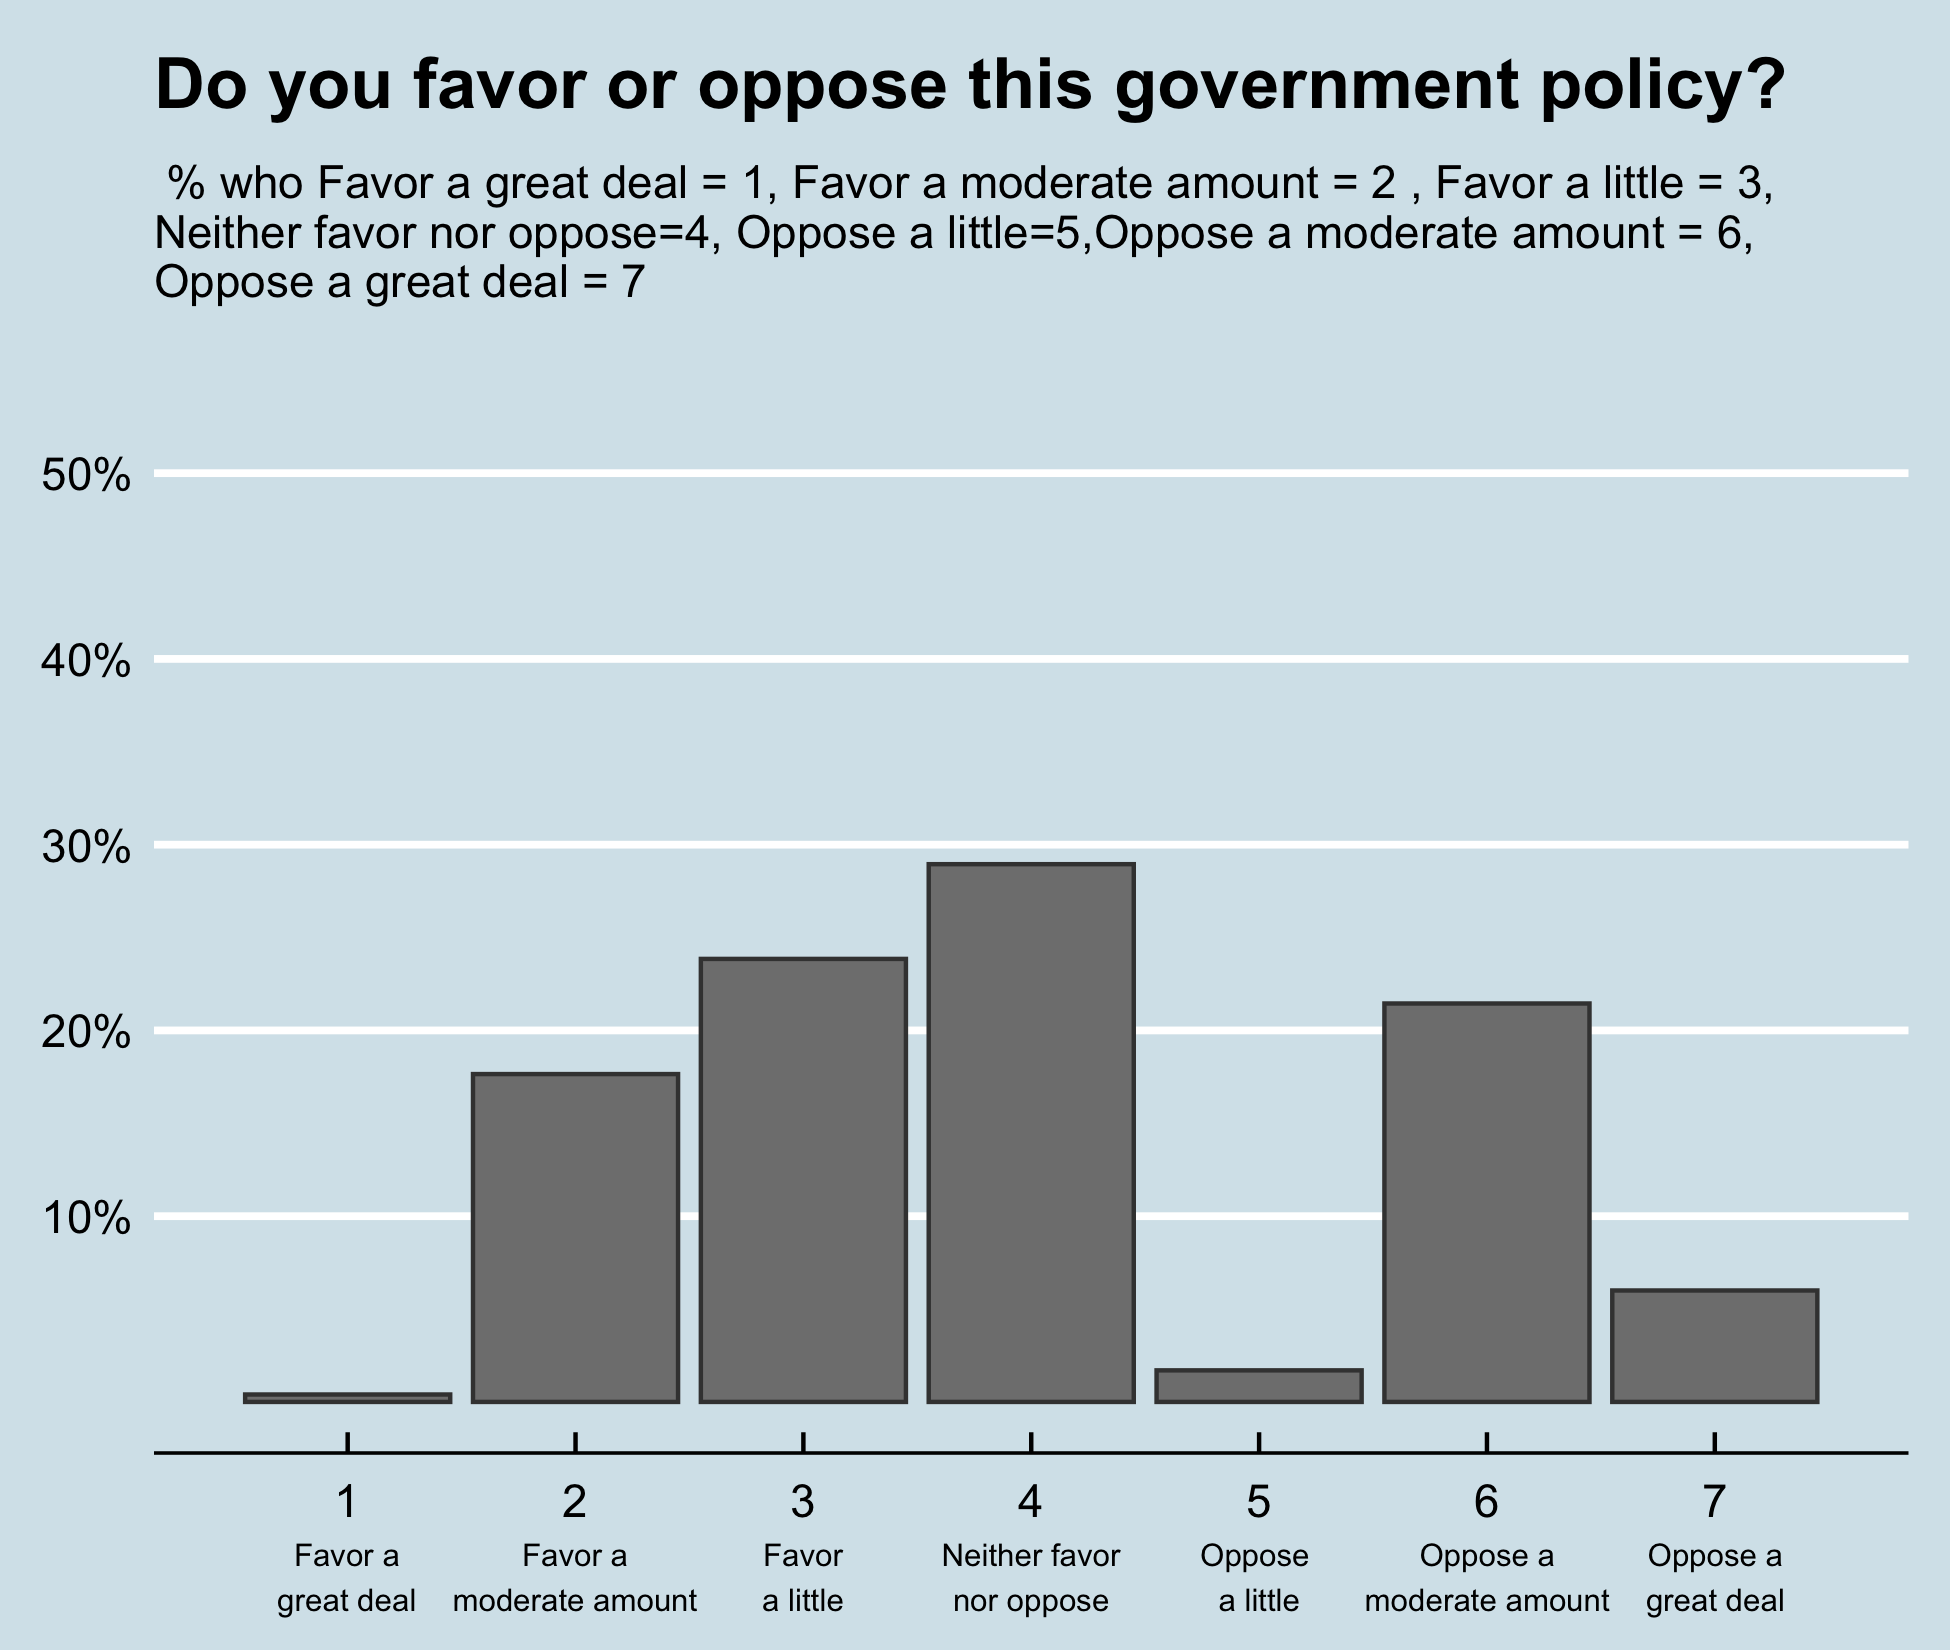 Do you favor or oppose this government policy?
% who Favor a great deal = 1, Favor a moderate amount = 2 , Favor a little = 3,
Neither favor nor oppose=4, Oppose a little=5,Oppose a moderate amount = 6,
Oppose a great deal = 7
50%
40%
30%
20%
10%
1 2 3 4 5 6 7
Favor a Favor a Favor Neither favor Oppose Oppose a Oppose a
great deal moderate amount a little nor oppose a little moderate amount great deal